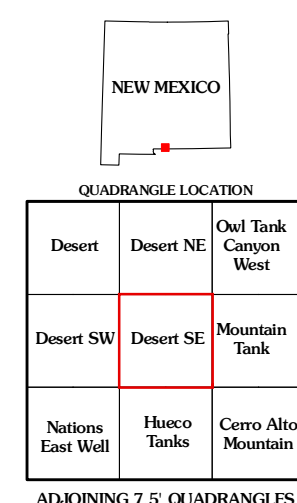 NEW MEXICO
QUADRANGLE LOCATION
Desert
Desert NE
Owl Tank
Canyon
West
Desert SW
Desert SE
Mountain
Tank
Nations
East Well
Hueco
Tanks
Cerro Alto
Mountain
ADJOINING 7.5' QUADRANGLES